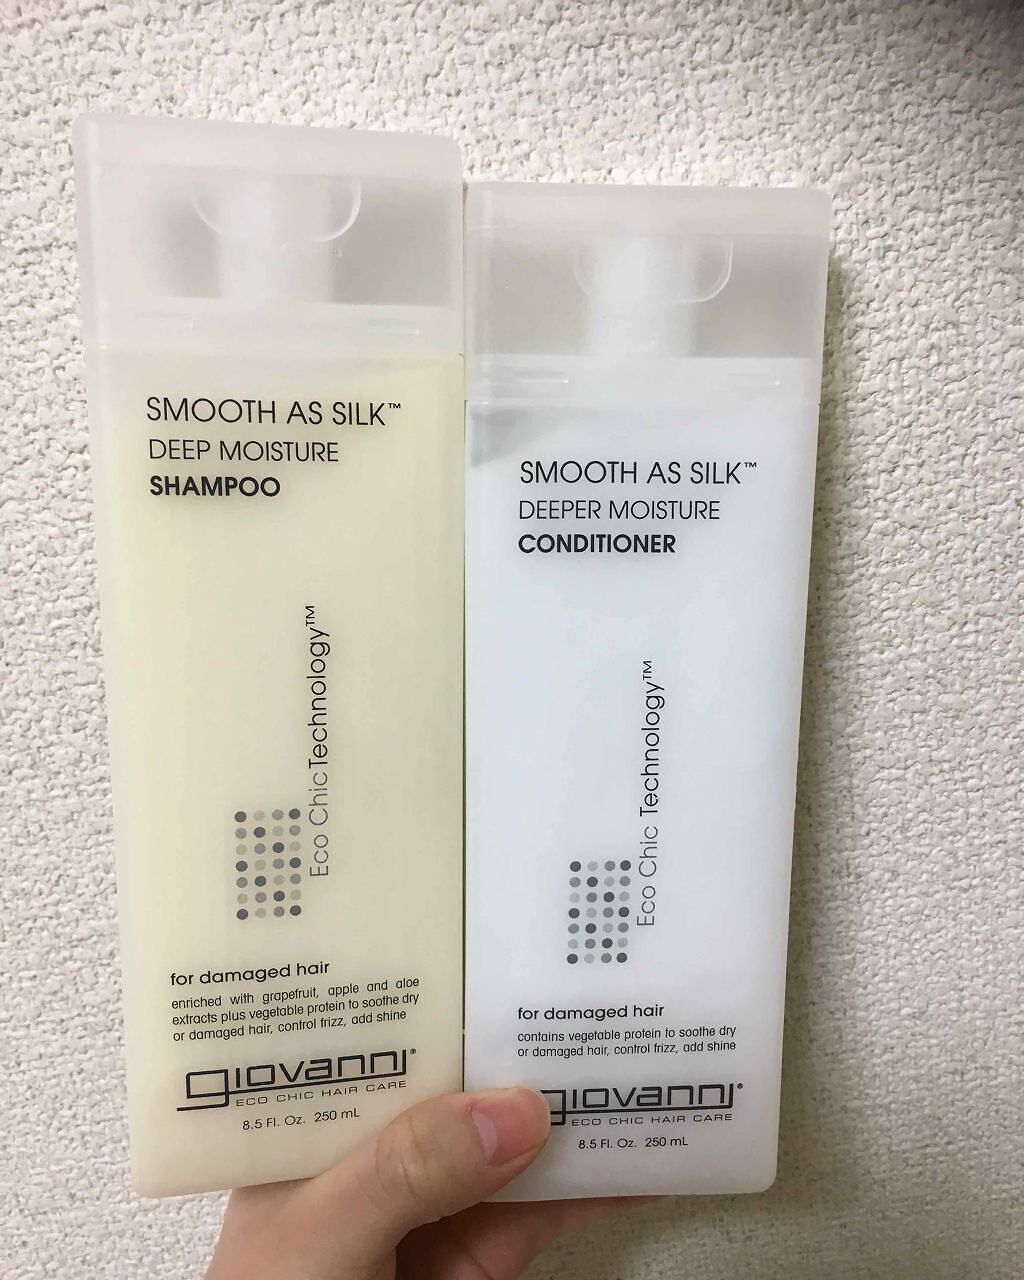 SMOOTH AS SILK™
DEEP MOISTURE
SHAMPOO
Eco Chic Technology™
for damaged hair
enriched with grapefruit, apple and aloe
extracts plus vegetable protein to soothe dry
or damaged hair, control frizz, add shine
giovanni®
ECO CHIC HAIR CARE
8.5 Fl. Oz. 250 mL
SMOOTH AS SILK™
DEEPER MOISTURE
CONDITIONER
Eco Chic Technology™
for damaged hair
contains vegetable protein to soothe dry
or damaged hair, control frizz, add shine
giovanni®
ECO CHIC HAIR CARE
8.5 Fl. Oz. 250 mL